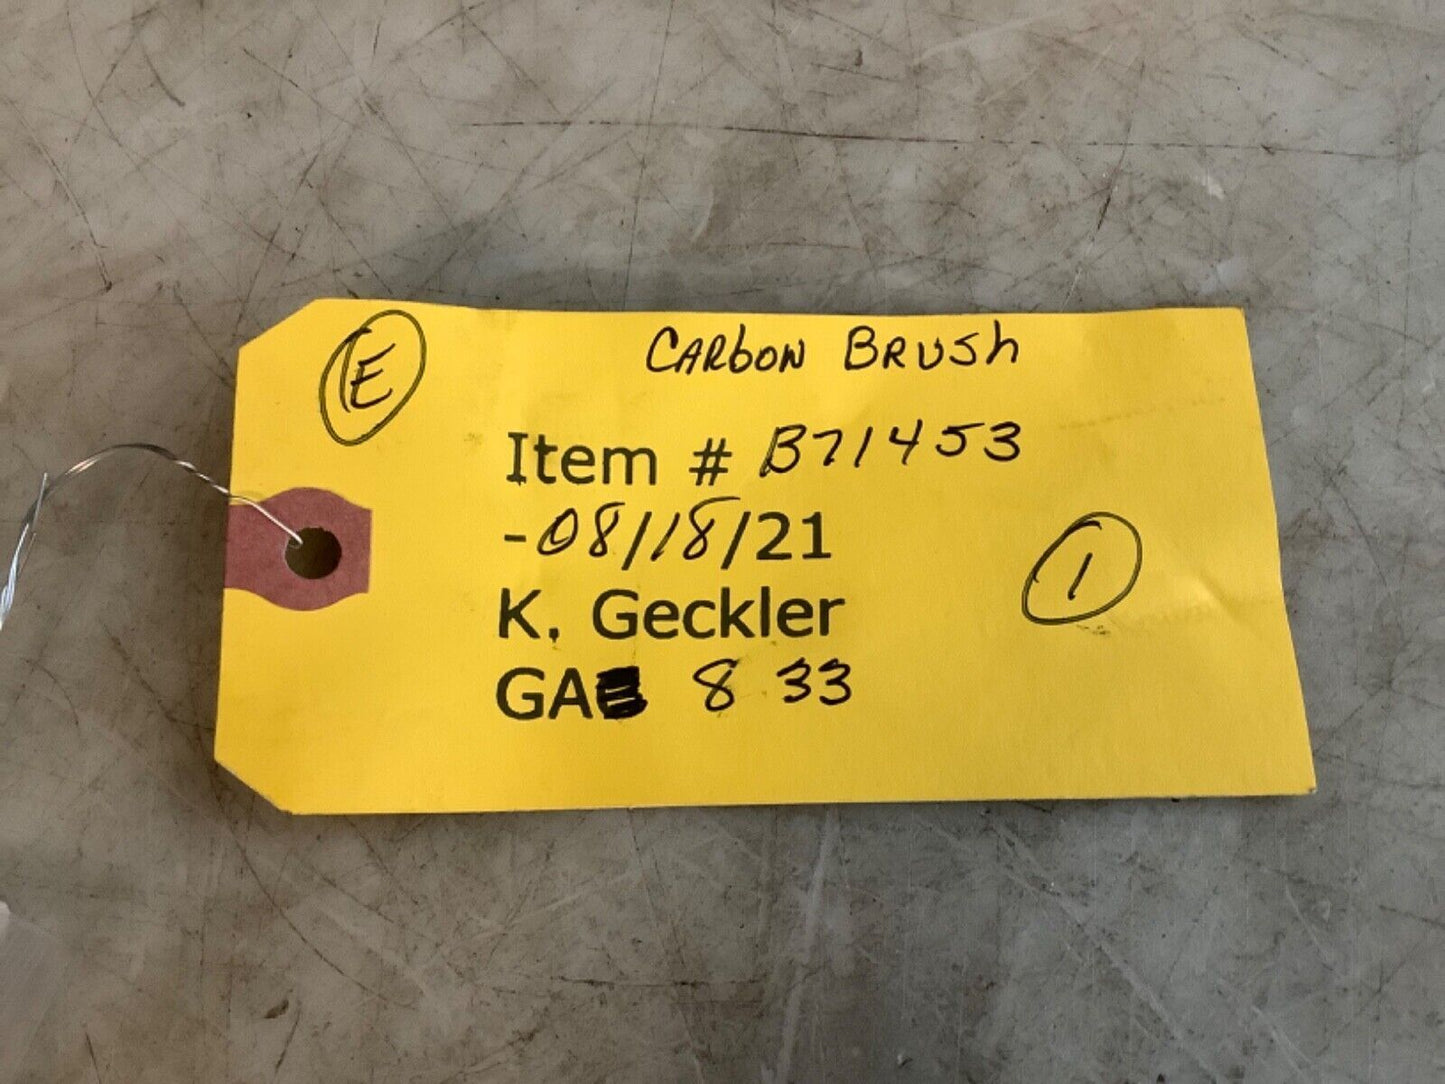 E
CARbON BRUSh
Item # B71453
-08/18/21
1
K. Geckler
GA 8 33